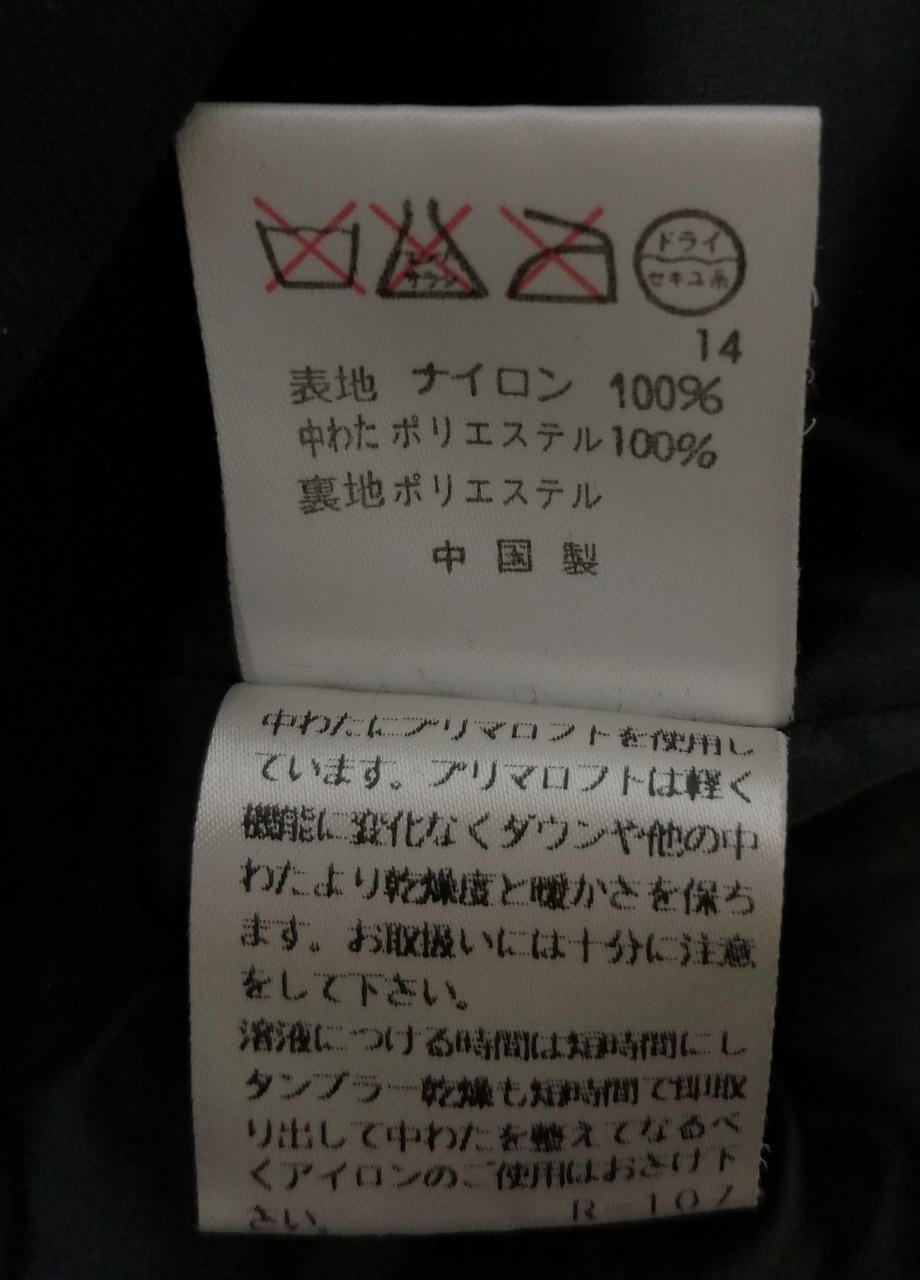 ドライ
セキユ系
14
表地 ナイロン 100%
中わた ポリエステル 100%
裏地 ポリエステル
中国製
中わたにプリマロフトを使用し
ています。プリマロフトは軽く
機能に変化なくダウンや他の中
わたより乾燥度と暖かさを保ち
ます。お取扱いには十分に注意
をして下さい。
溶液につける時間は短時間にし
タンブラー乾燥も短時間で即取
り出して中わたを整えてなるべ
くアイロンのご使用はおさけ下
さい。 R-107